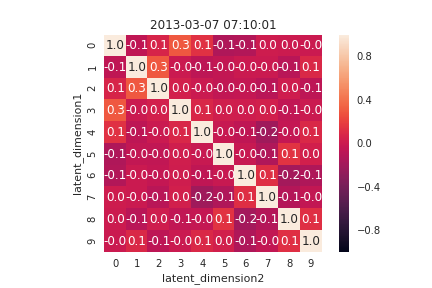 2013-03-07 07:10:01
0 1.0 -0.1 0.1 0.3 0.1 -0.1 -0.1 0.0 0.0 -0.0
1 -0.1 1.0 0.3 -0.0 -0.1 -0.0 -0.0 -0.0 -0.1 0.1
2 0.1 0.3 1.0 0.0 -0.0 -0.0 -0.0 -0.1 0.0 -0.1
3 0.3 -0.0 0.0 1.0 0.1 0.0 0.0 0.0 -0.1 -0.0
4 0.1 -0.1 -0.0 0.1 1.0 -0.0 -0.1 -0.2 -0.0 0.1
5 -0.1 -0.0 -0.0 0.0 -0.0 1.0 -0.0 -0.1 0.1 0.0
6 -0.1 -0.0 -0.0 0.0 -0.1 -0.0 1.0 0.1 -0.2 -0.1
7 0.0 -0.0 -0.1 0.0 -0.2 -0.1 0.1 1.0 -0.1 -0.0
8 0.0 -0.1 0.0 -0.1 -0.0 0.1 -0.2 -0.1 1.0 0.1
9 -0.0 0.1 -0.1 -0.0 0.1 0.0 -0.1 -0.0 0.1 1.0
0 1 2 3 4 5 6 7 8 9
latent_dimension2
latent_dimension1
0.8
0.4
0.0
-0.4
-0.8